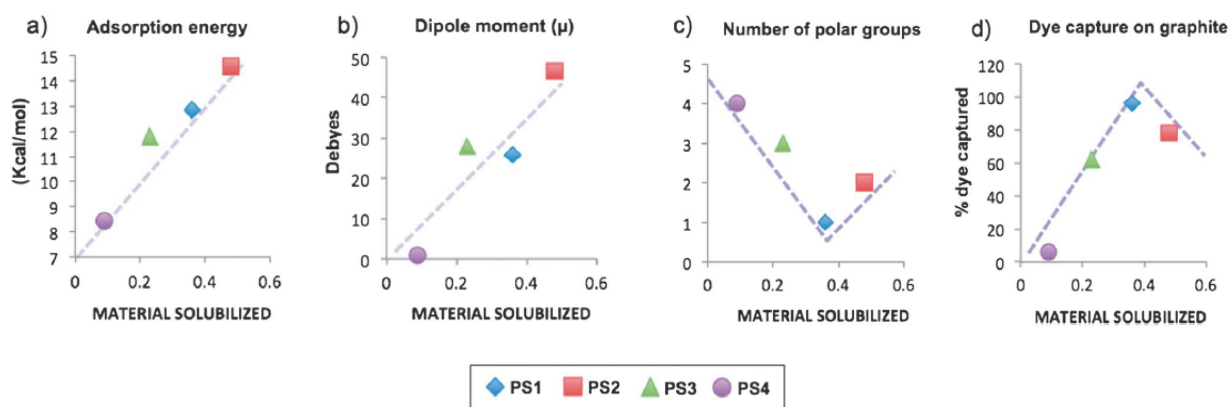 a) Adsorption energy
(Kcal/mol)
15
14
13
12
11
10
9
8
7
0 0.2 0.4 0.6
MATERIAL SOLUBILIZED
b) Dipole moment (μ)
Debyes
50
40
30
20
10
0
0 0.2 0.4 0.6
MATERIAL SOLUBILIZED
c) Number of polar groups
5
4
3
2
1
0
0 0.2 0.4 0.6
MATERIAL SOLUBILIZED
d) Dye capture on graphite
% dye captured
120
100
80
60
40
20
0
0 0.2 0.4 0.6
MATERIAL SOLUBILIZED
PS1 PS2 PS3 PS4